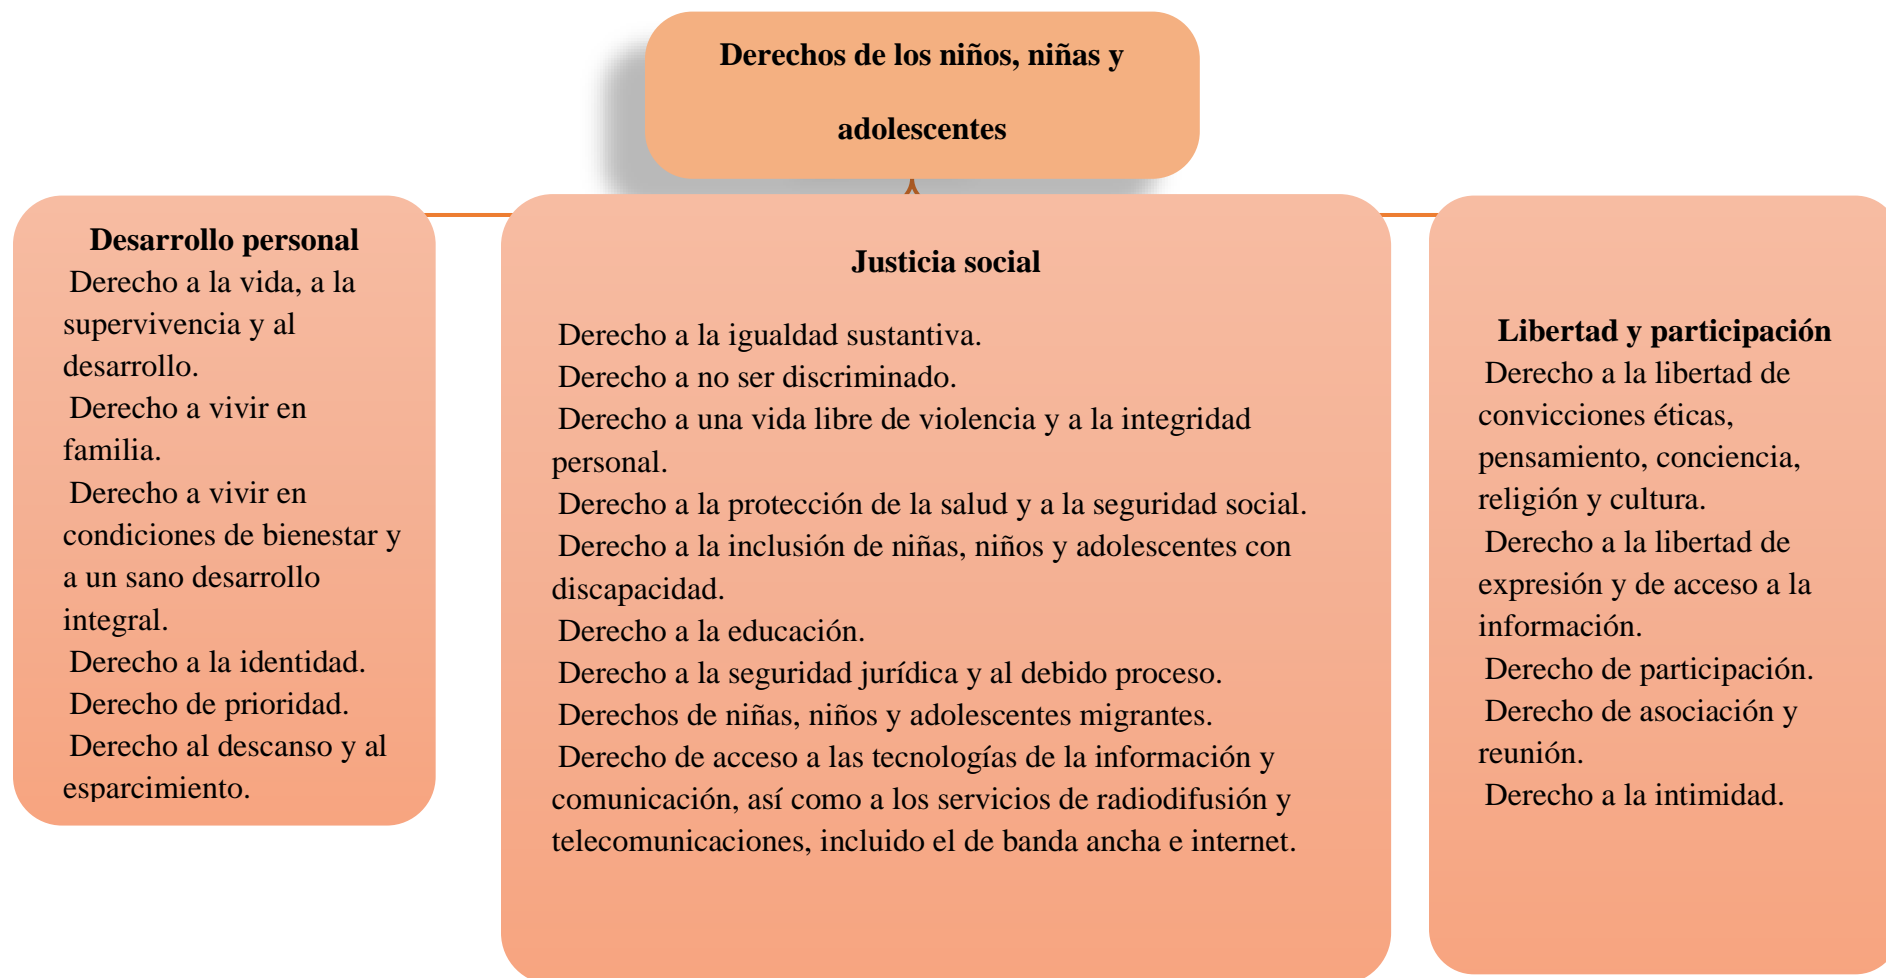 Derechos de los niños, niñas y
adolescentes
Desarrollo personal
Derecho a la vida, a la
supervivencia y al
desarrollo.
Derecho a vivir en
familia.
Derecho a vivir en
condiciones de bienestar y
a un sano desarrollo
integral.
Derecho a la identidad.
Derecho de prioridad.
Derecho al descanso y al
esparcimiento.
Justicia social
Derecho a la igualdad sustantiva.
Derecho a no ser discriminado.
Derecho a una vida libre de violencia y a la integridad
personal.
Derecho a la protección de la salud y a la seguridad social.
Derecho a la inclusión de niñas, niños y adolescentes con
discapacidad.
Derecho a la educación.
Derecho a la seguridad jurídica y al debido proceso.
Derechos de niñas, niños y adolescentes migrantes.
Derecho de acceso a las tecnologías de la información y
comunicación, así como a los servicios de radiodifusión y
telecomunicaciones, incluido el de banda ancha e internet.
Libertad y participación
Derecho a la libertad de
convicciones éticas,
pensamiento, conciencia,
religión y cultura.
Derecho a la libertad de
expresión y de acceso a la
información.
Derecho de participación.
Derecho de asociación y
reunión.
Derecho a la intimidad.